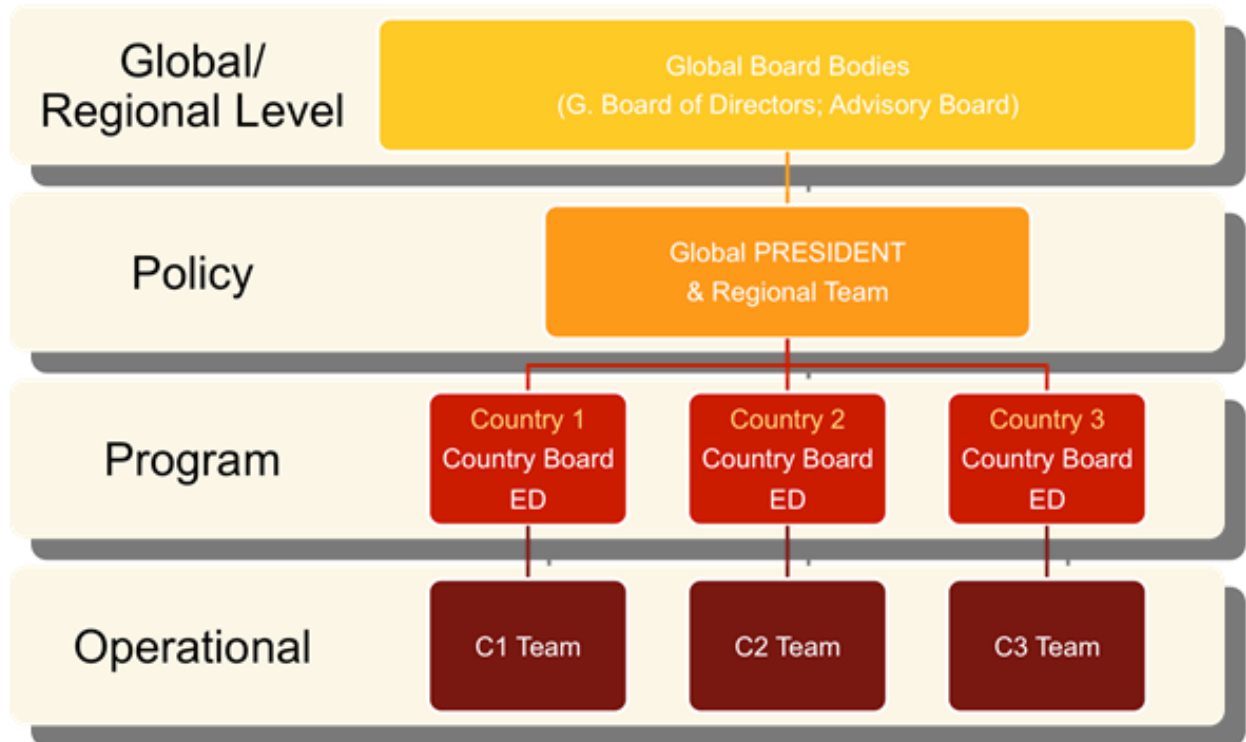 Global/
Regional Level
Global Board Bodies
(G. Board of Directors; Advisory Board)
Policy
Global PRESIDENT
& Regional Team
Program
Country 1
Country Board
ED
Country 2
Country Board
ED
Country 3
Country Board
ED
Operational
C1 Team
C2 Team
C3 Team